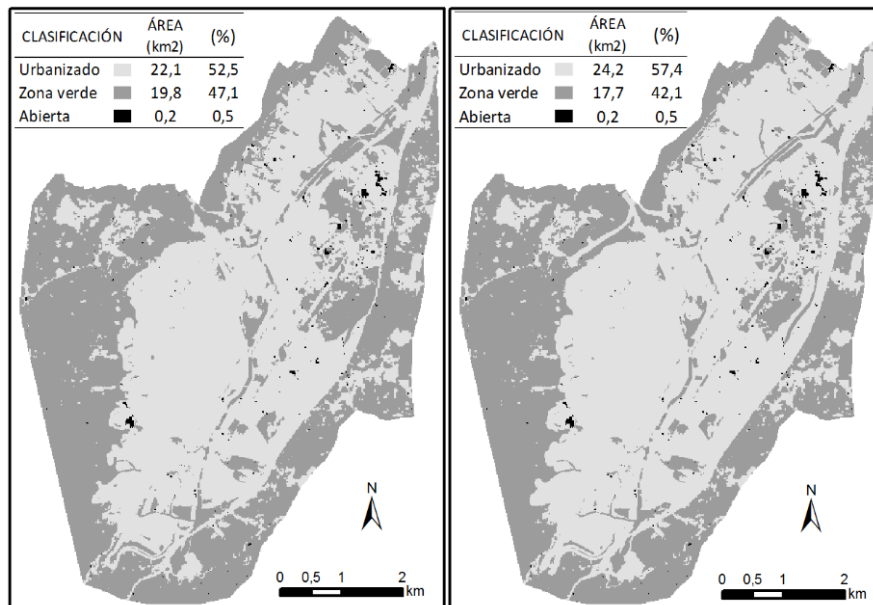 CLASIFICACIÓN ÁREA (km2) (%)
Urbanizado 22,1 52,5
Zona verde 19,8 47,1
Abierta 0,2 0,5
N
0 0,5 1 2
km
CLASIFICACIÓN ÁREA (km2) (%)
Urbanizado 24,2 57,4
Zona verde 17,7 42,1
Abierta 0,2 0,5
N
0 0,5 1 2
km